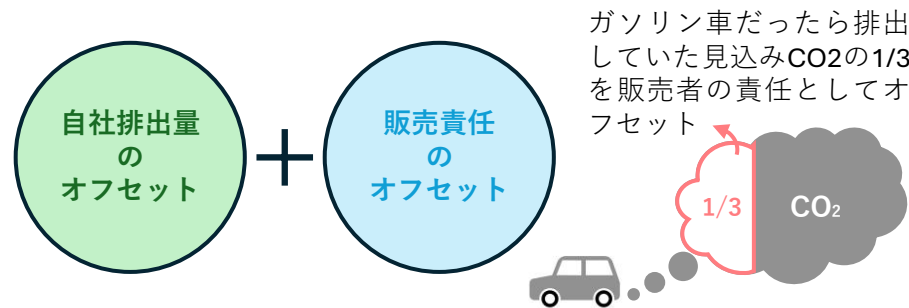 自社排出量
の
オフセット
販売責任
の
オフセット
ガソリン車だったら排出
していた見込みCO2の1/3
を販売者の責任としてオ
フセット
1/3
CO₂